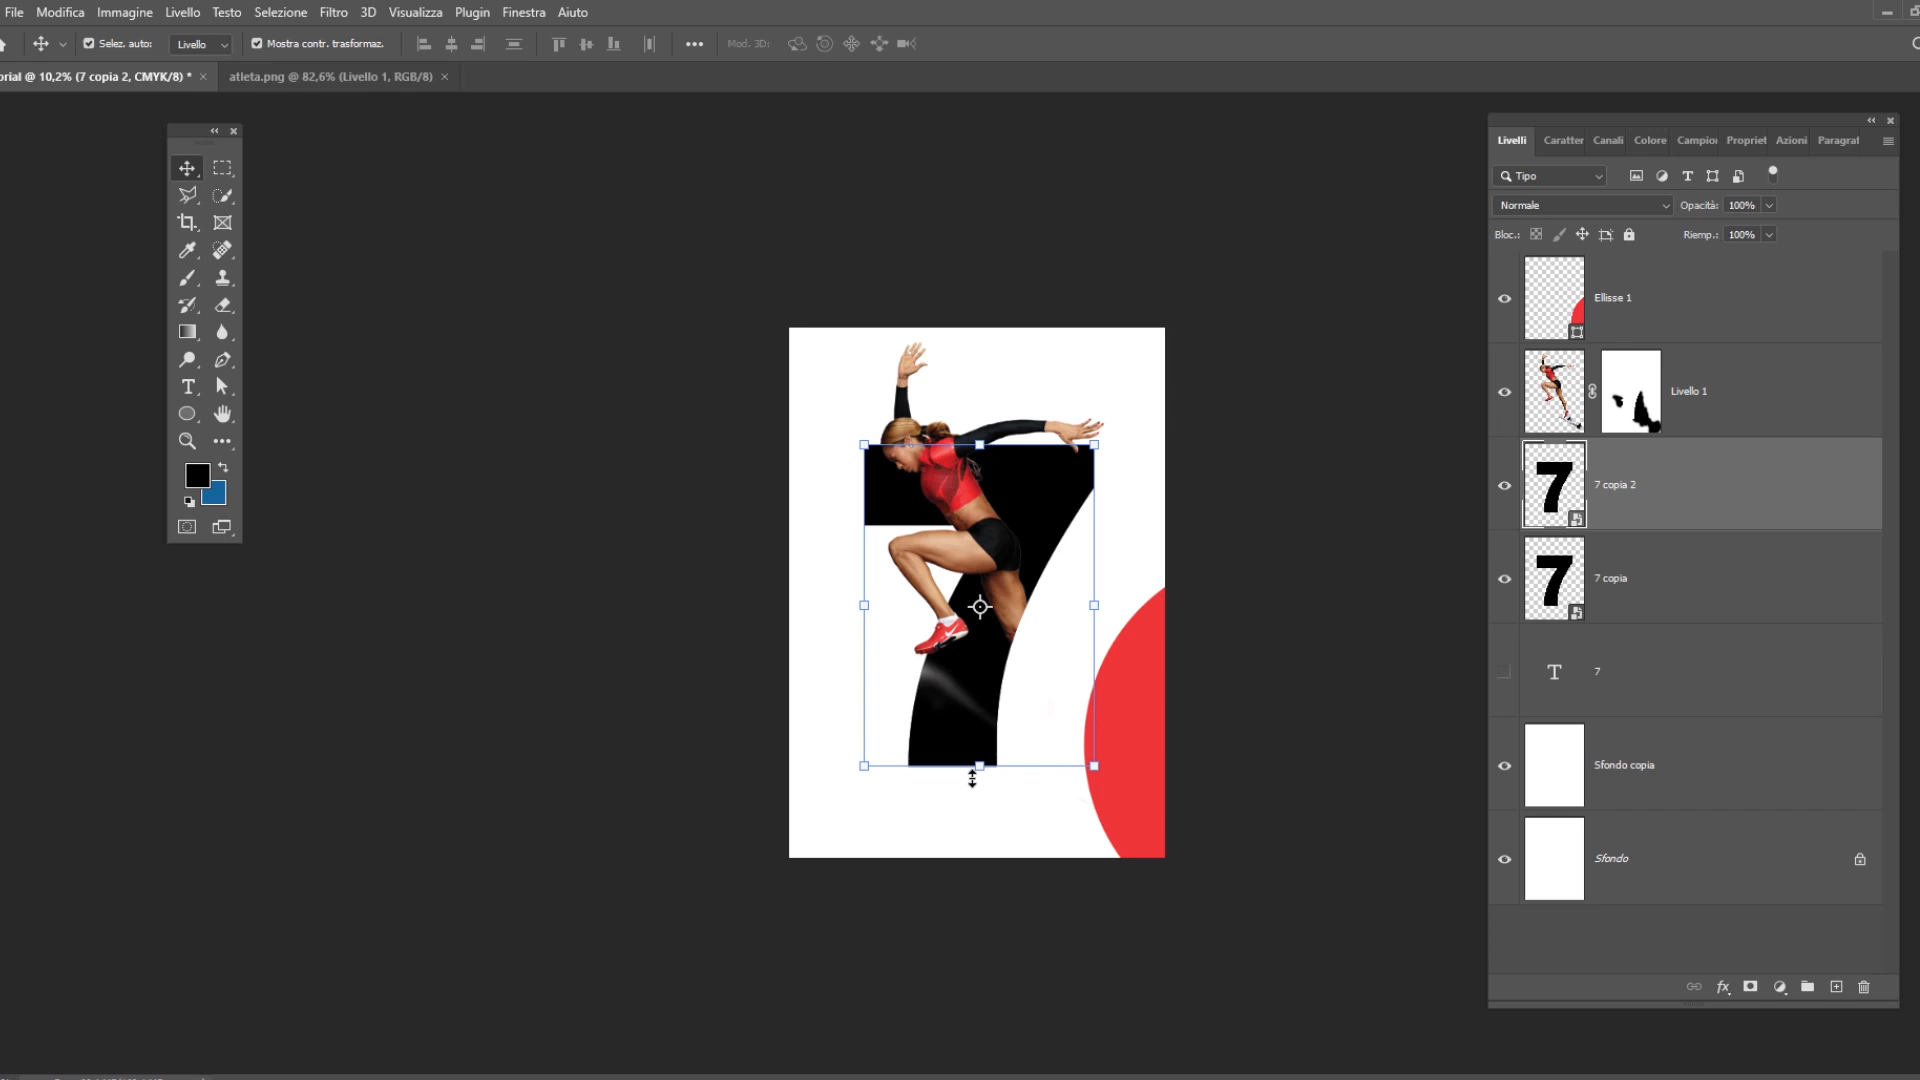 File Modifica Immagine Livello Testo Selezione Filtro 3D Visualizza Plugin Finestra Aiuto
Selez. auto: Livello Mostra contr. trasformaz. Mod. 3D:
orial @ 10,2% (7 copia 2, CMYK/8) * × atleta.png @ 82,6% (Livello 1, RGB/8) ×
Livelli Caratter Canali Colore Campioi Propriet Azioni Paragraf
Tipo
Normale Opacità: 100%
Bloc.: Riemp.: 100%
Ellisse 1
Livello 1
7 7 copia 2
7 7 copia
T 7
Sfondo copia
Sfondo
fx
7